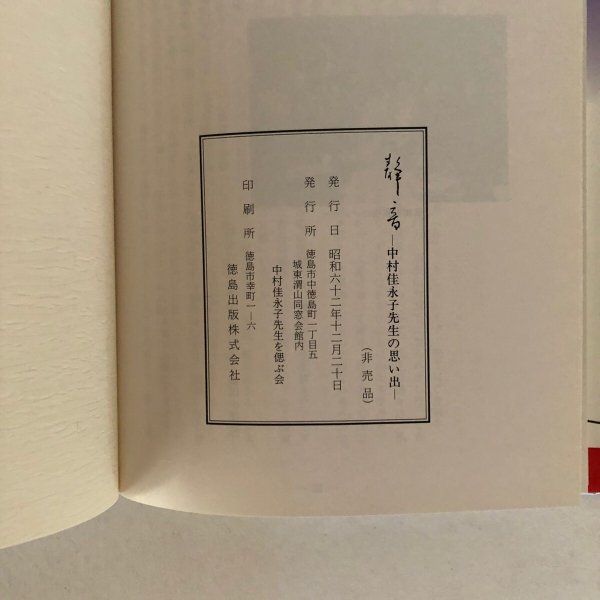 静音―中村佳永子先生の思い出―
(非売品)
発行日 昭和六十二年十二月二十日
発行所 徳島市中徳島町一丁目五
城東渭山同窓会館内
中村佳永子先生を偲ぶ会
印刷所 徳島市幸町一―六
徳島出版株式会社